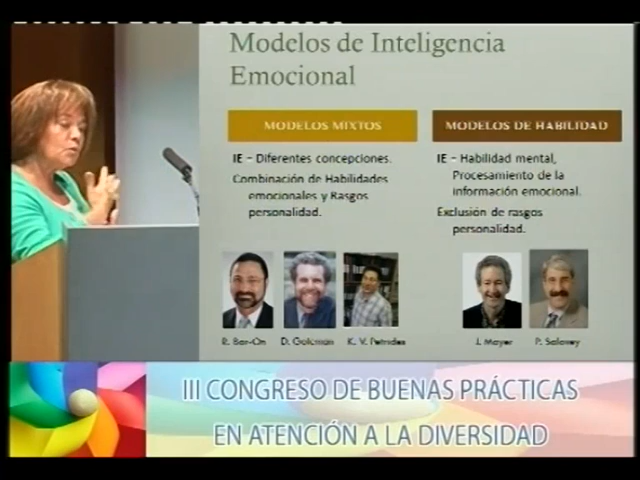 Modelos de Inteligencia
Emocional
MODELOS MIXTOS
IE – Diferentes concepciones.
Combinación de Habilidades
emocionales y Rasgos
personalidad.
MODELOS DE HABILIDAD
IE – Habilidad mental,
Procesamiento de la
información emocional.
Exclusión de rasgos
personalidad.
R. Bar-On
D. Goleman
K. V. Petrides
J. Mayer
P. Salovey
III CONGRESO DE BUENAS PRÁCTICAS
EN ATENCIÓN A LA DIVERSIDAD